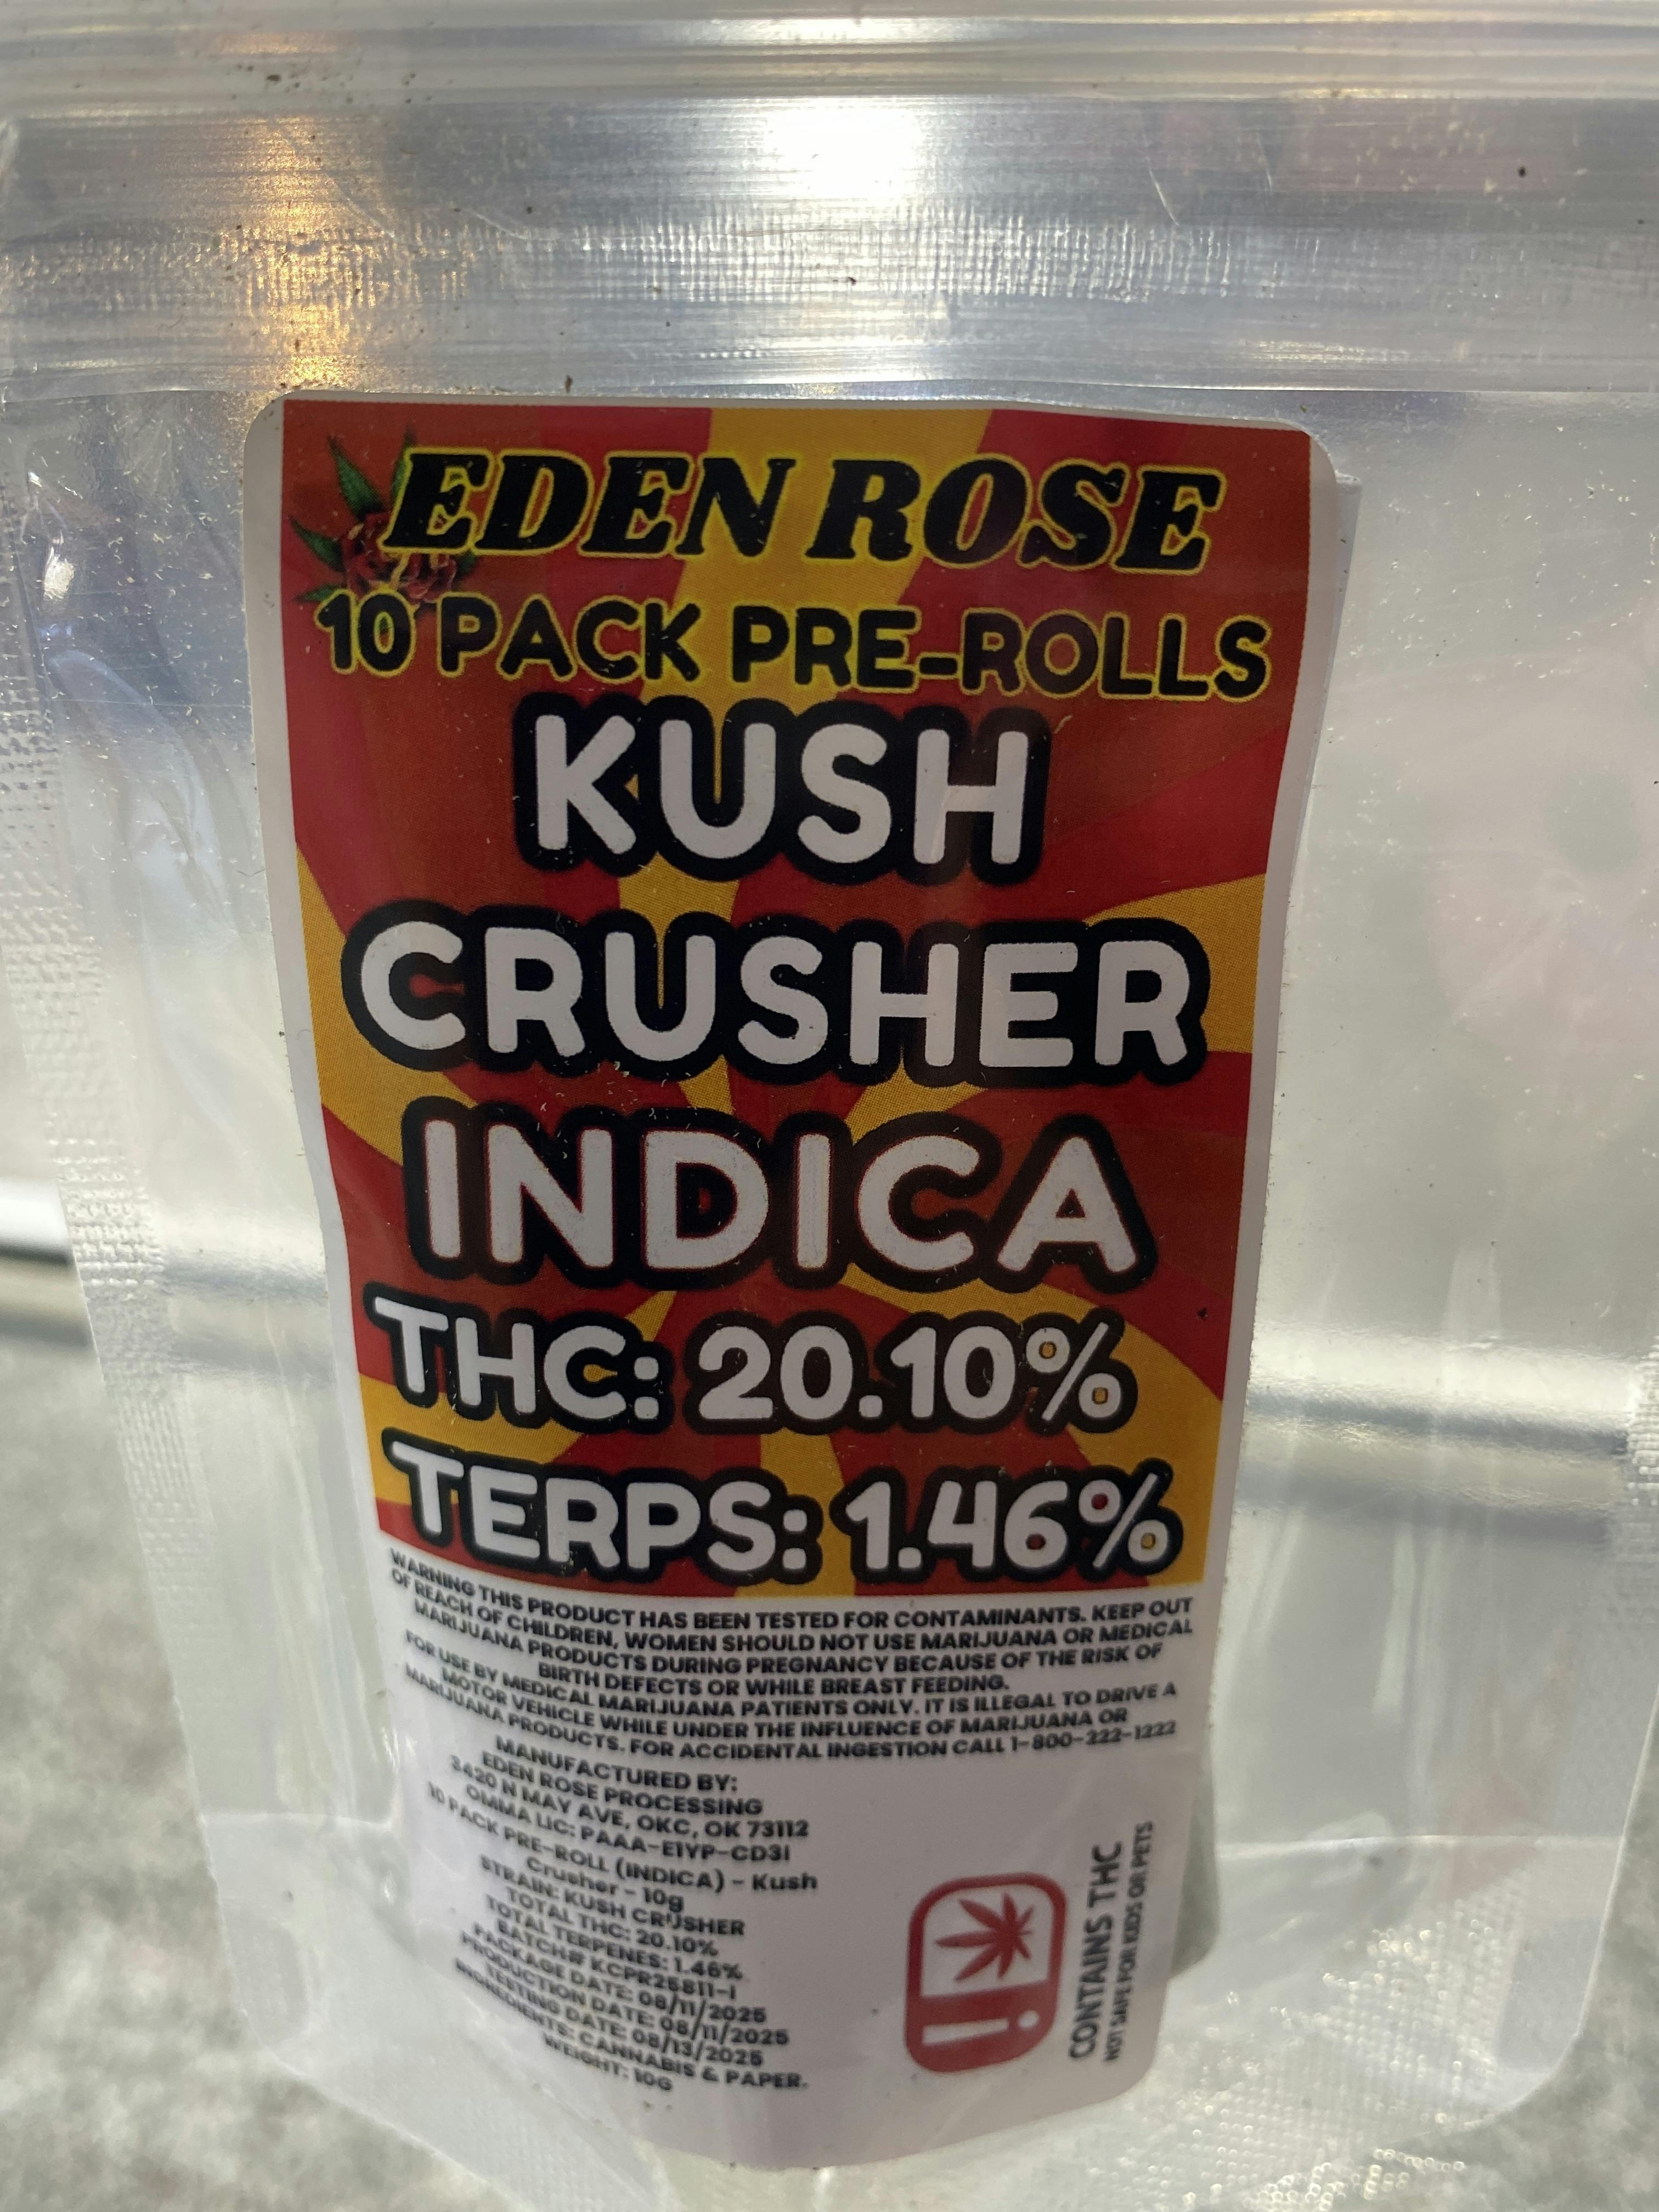 EDEN ROSE
10 PACK PRE-ROLLS
KUSH
CRUSHER
INDICA
THC: 20.10%
TERPS: 1.46%
WARNING THIS PRODUCT HAS BEEN TESTED FOR CONTAMINANTS. KEEP OUT
OF REACH OF CHILDREN, WOMEN SHOULD NOT USE MARIJUANA OR MEDICAL
MARIJUANA PRODUCTS DURING PREGNANCY BECAUSE OF THE RISK OF
BIRTH DEFECTS OR WHILE BREAST FEEDING.
FOR USE BY MEDICAL MARIJUANA PATIENTS ONLY. IT IS ILLEGAL TO DRIVE A
MOTOR VEHICLE WHILE UNDER THE INFLUENCE OF MARIJUANA OR
MARIJUANA PRODUCTS. FOR ACCIDENTAL INGESTION CALL 1-800-222-1222
MANUFACTURED BY:
EDEN ROSE PROCESSING
3420 N MAY AVE, OKC, OK 73112
OMMA LIC: PAAA-E1YP-CD3I
10 PACK PRE-ROLL (INDICA) - Kush
Crusher - 10g
STRAIN: KUSH CRUSHER
TOTAL THC: 20.10%
TOTAL TERPENES: 1.46%
BATCH# KCPR25811-1
PACKAGE DATE: 08/11/2025
PRODUCTION DATE: 08/11/2025
TESTING DATE: 08/13/2025
INGREDIENTS: CANNABIS & PAPER.
WEIGHT: 10G
!
CONTAINS THC
NOT SAFE FOR KIDS OR PETS